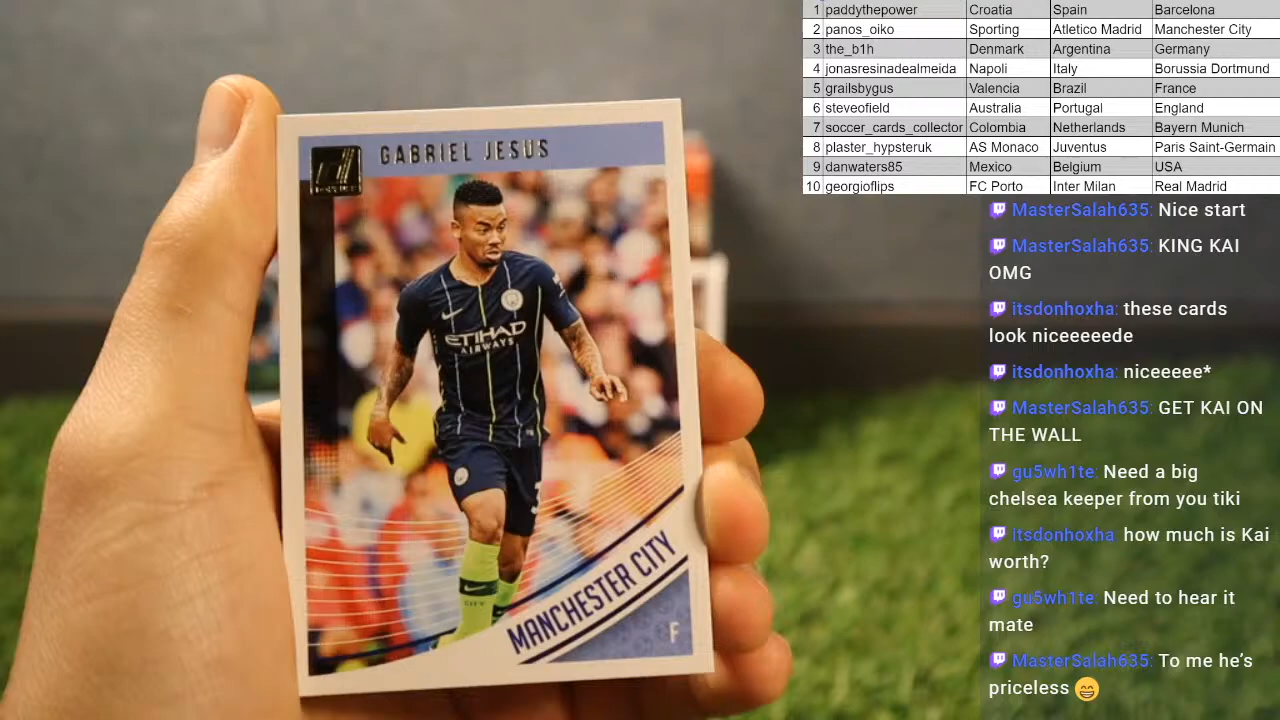 1 paddythepower Croatia Spain Barcelona
2 panos_oiko Sporting Atletico Madrid Manchester City
3 the_b1h Denmark Argentina Germany
4 jonasresinadealmeida Napoli Italy Borussia Dortmund
5 grailsbygus Valencia Brazil France
6 steveofield Australia Portugal England
7 soccer_cards_collector Colombia Netherlands Bayern Munich
8 plaster_hypsteruk AS Monaco Juventus Paris Saint-Germain
9 danwaters85 Mexico Belgium USA
10 georgioflips FC Porto Inter Milan Real Madrid
GABRIEL JESUS
ETIHAD
AIRWAYS
CITY
MANCHESTER CITY
F
MasterSalah635: Nice start
MasterSalah635: KING KAI
OMG
itsdonhoxha: these cards
look niceeeeede
itsdonhoxha: niceeeee*
MasterSalah635: GET KAI ON
THE WALL
gu5wh1te: Need a big
chelsea keeper from you tiki
itsdonhoxha: how much is Kai
worth?
gu5wh1te: Need to hear it
mate
MasterSalah635: To me he's
priceless 😄